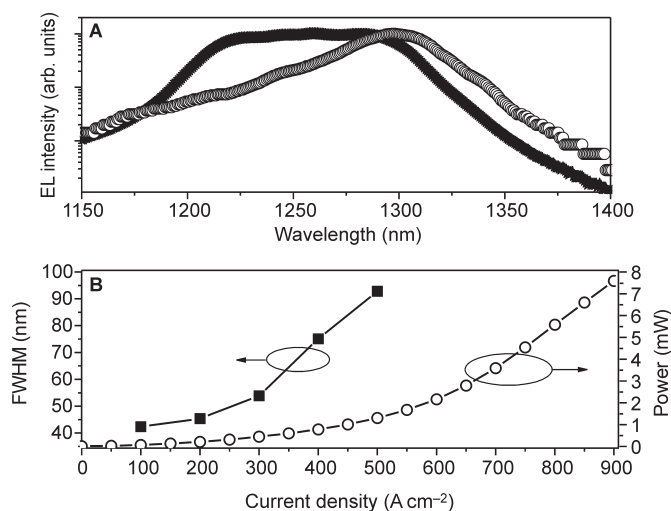 A
EL intensity (arb. units)
1150 1200 1250 1300 1350 1400
Wavelength (nm)
B
FWHM (nm)
100
90
80
70
60
50
40
8
7
6
5
4
3
2
1
0
Power (mW)
0 100 200 300 400 500 600 700 800 900
Current density (A cm⁻²)